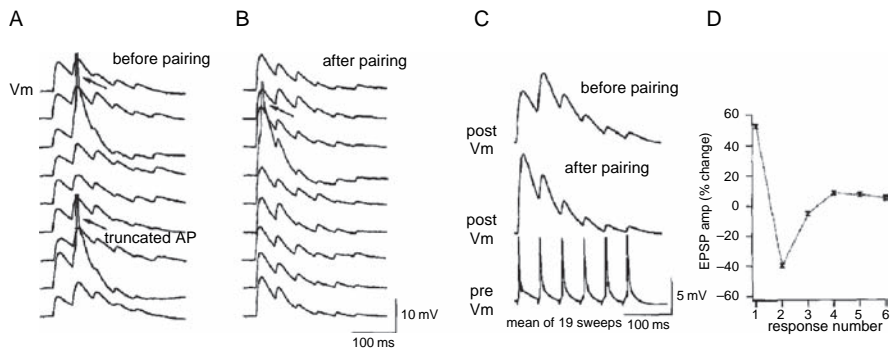 A
B
C
D
before pairing
Vm
truncated AP
after pairing
10 mV
100 ms
before pairing
post
Vm
after pairing
post
Vm
pre
Vm
5 mV
mean of 19 sweeps
100 ms
EPSP amp (% change)
60
40
20
0
–20
–40
–60
1 2 3 4 5 6
response number